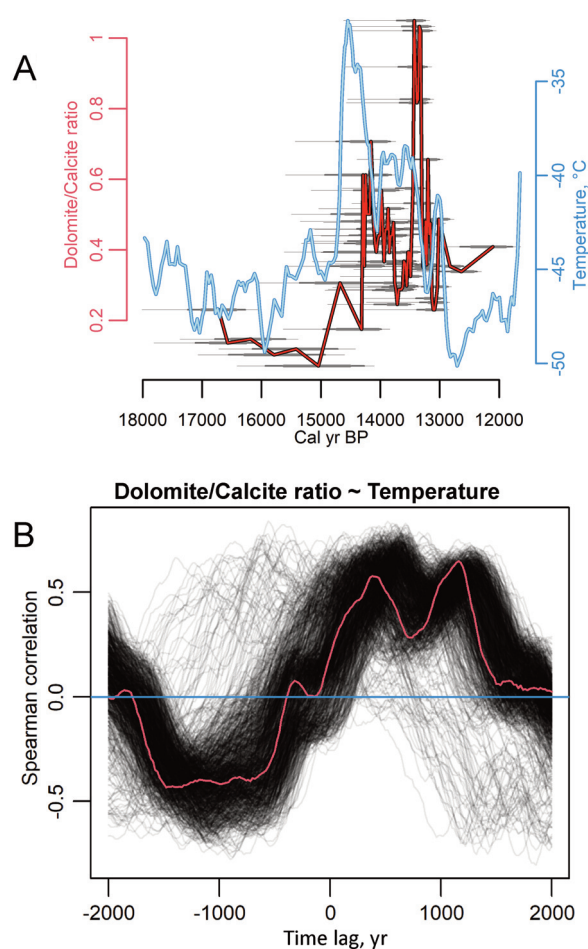 A
Dolomite/Calcite ratio
1
0.8
0.6
0.4
0.2
-35
-40
-45
-50
Temperature, °C
18000 17000 16000 15000 14000 13000 12000
Cal yr BP
B
Dolomite/Calcite ratio ~ Temperature
Spearman correlation
0.5
0.0
-0.5
-2000 -1000 0 1000 2000
Time lag, yr